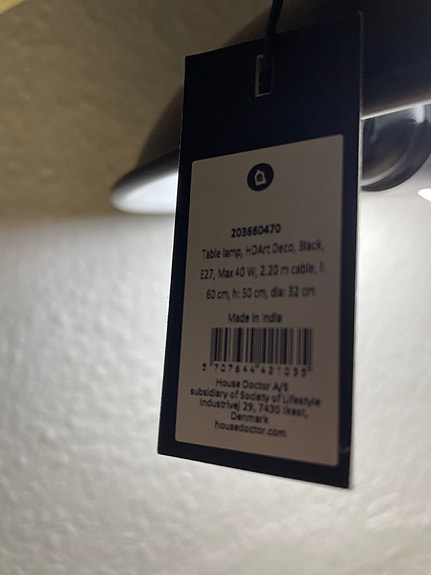 203660470
Table lamp, HDArt Deco, Black,
E27, Max 40 W, 2.20 m cable, l:
60 cm, h: 50 cm, dia: 32 cm
Made in India
5 707644 421035
House Doctor A/S
subsidiary of Society of Lifestyle
Industrivej 29, 7430 Ikast,
Denmark
housedoctor.com